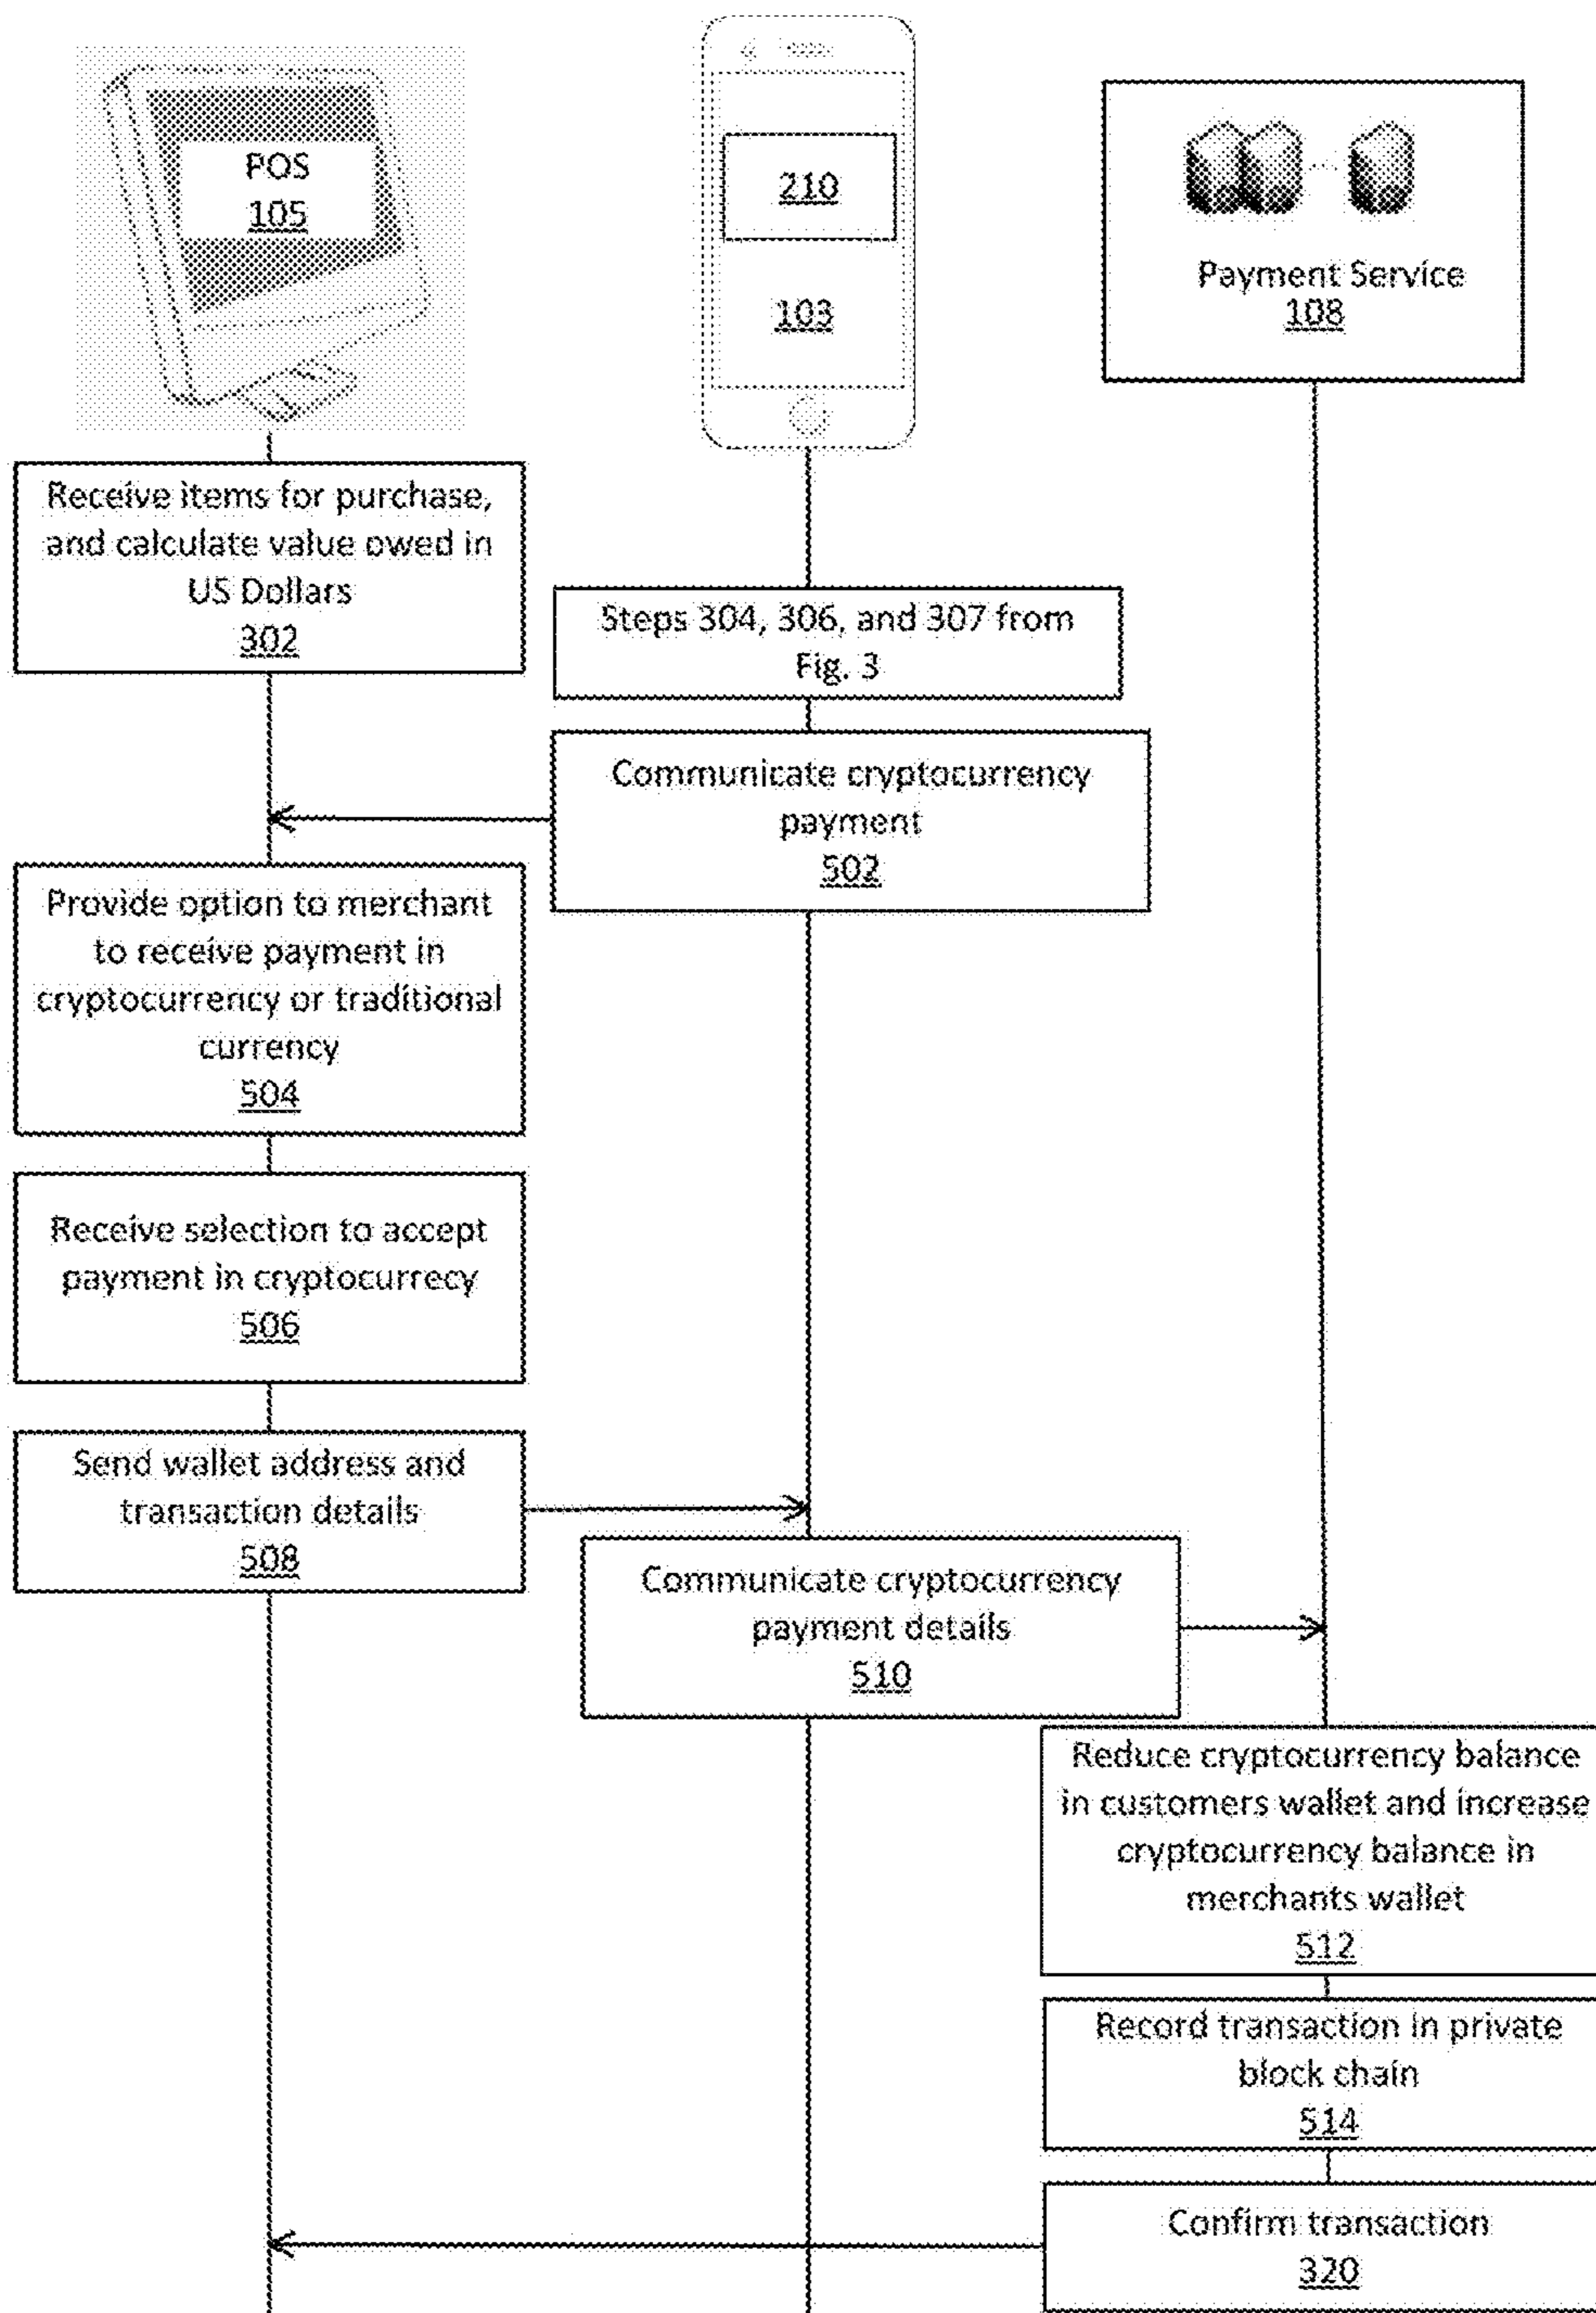 POS
105
210
103
Payment Service
108
Receive items for purchase,
and calculate value owed in
US Dollars
302
Steps 304, 306, and 307 from
Fig. 3
Communicate cryptocurrency
payment
502
Provide option to merchant
to receive payment in
cryptocurrency or traditional
currency
504
Receive selection to accept
payment in cryptocurrecy
506
Send wallet address and
transaction details
508
Communicate cryptocurrency
payment details
510
Reduce cryptocurrency balance
in customers wallet and increase
cryptocurrency balance in
merchants wallet
512
Record transaction in private
block chain
514
Confirm transaction
320